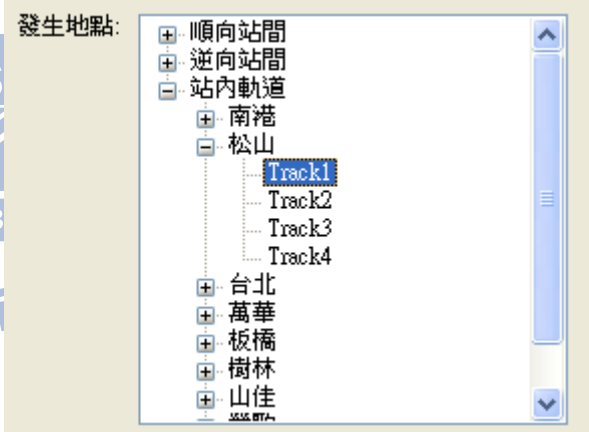 發生地點:
順向站間
逆向站間
站內軌道
南港
松山
Track1
Track2
Track3
Track4
台北
萬華
板橋
樹林
山佳